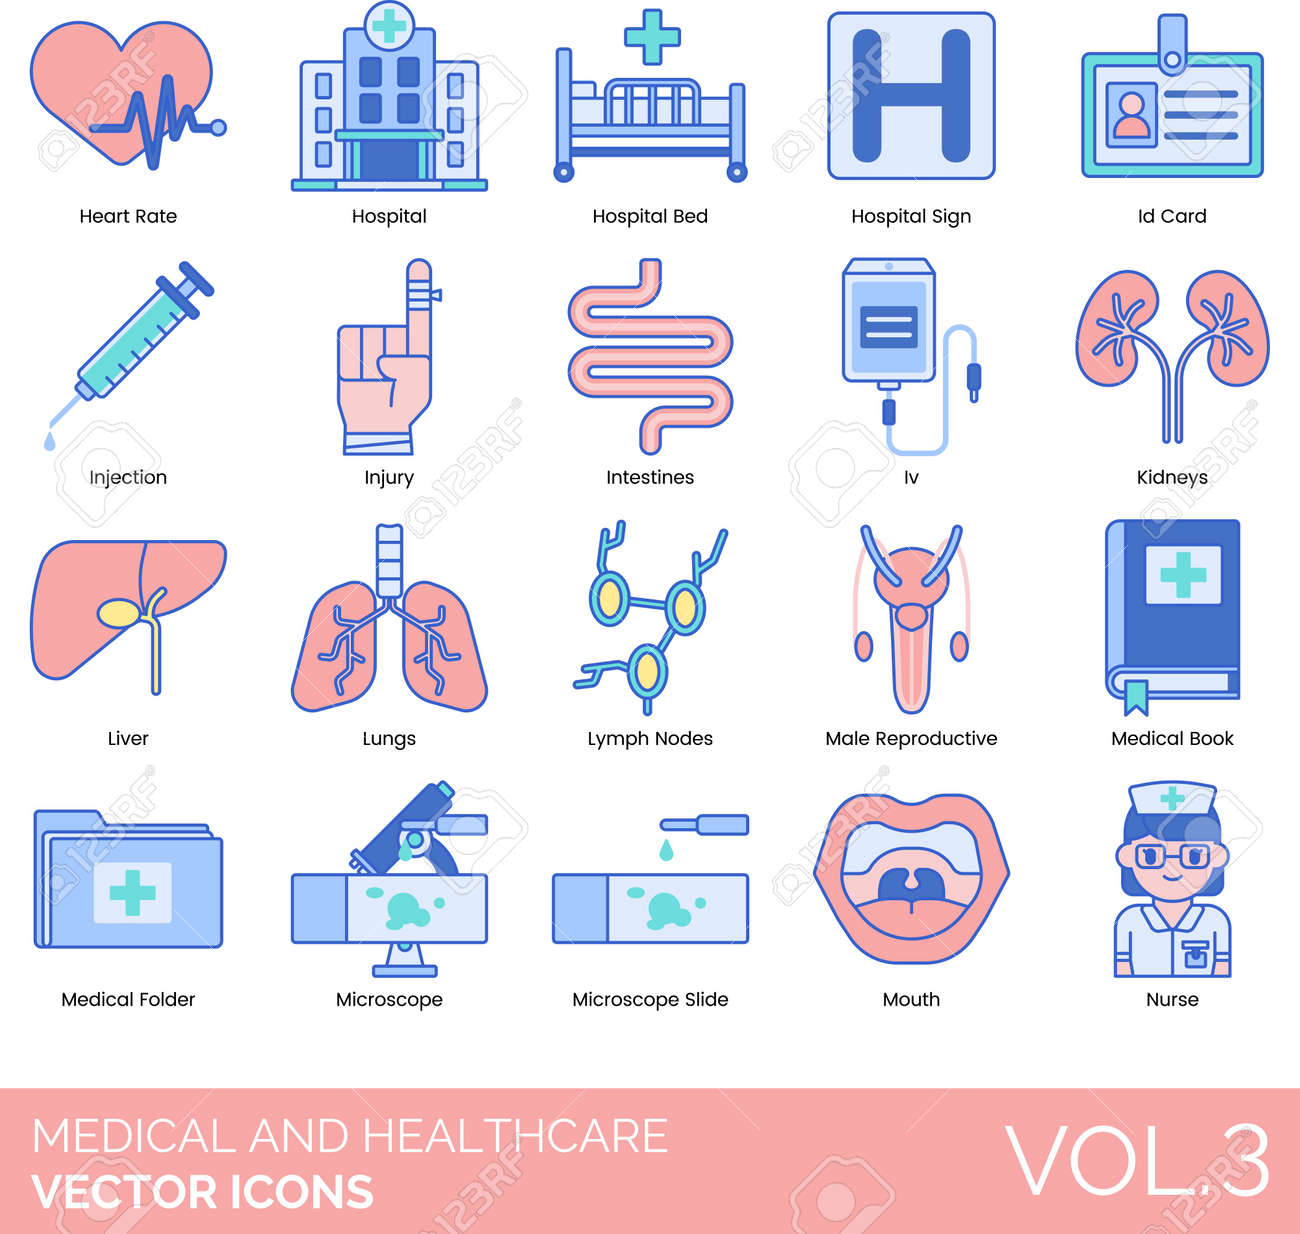 Heart Rate
Hospital
Hospital Bed
H
Hospital Sign
Id Card
Injection
Injury
Intestines
Iv
Kidneys
Liver
Lungs
Lymph Nodes
Male Reproductive
Medical Book
Medical Folder
Microscope
Microscope Slide
Mouth
Nurse
MEDICAL AND HEALTHCARE
VECTOR ICONS
VOL.3
123RF